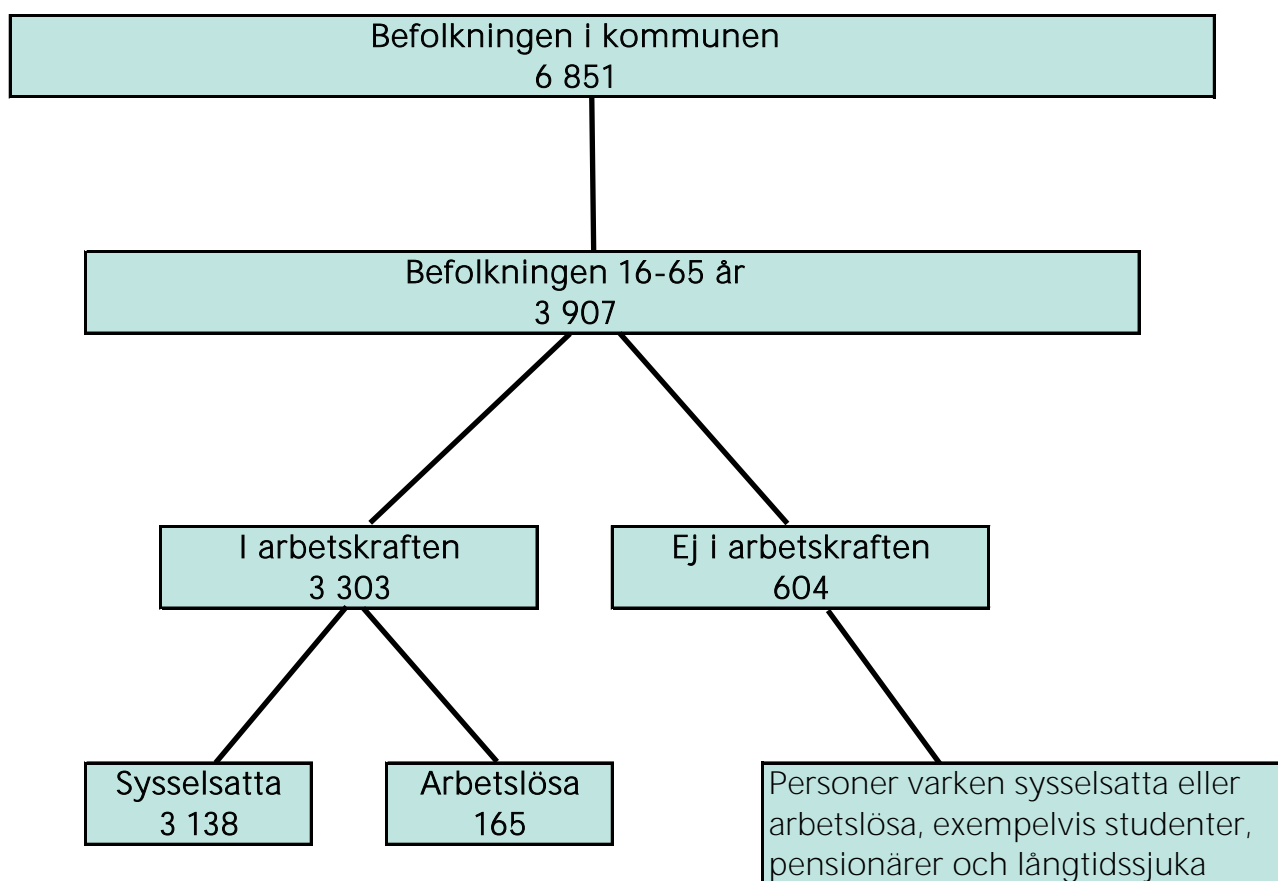 Befolkningen i kommunen
6 851
Befolkningen 16-65 år
3 907
I arbetskraften
3 303
Ej i arbetskraften
604
Sysselsatta
3 138
Arbetslösa
165
Personer varken sysselsatta eller
arbetslösa, exempelvis studenter,
pensionärer och långtidssjuka